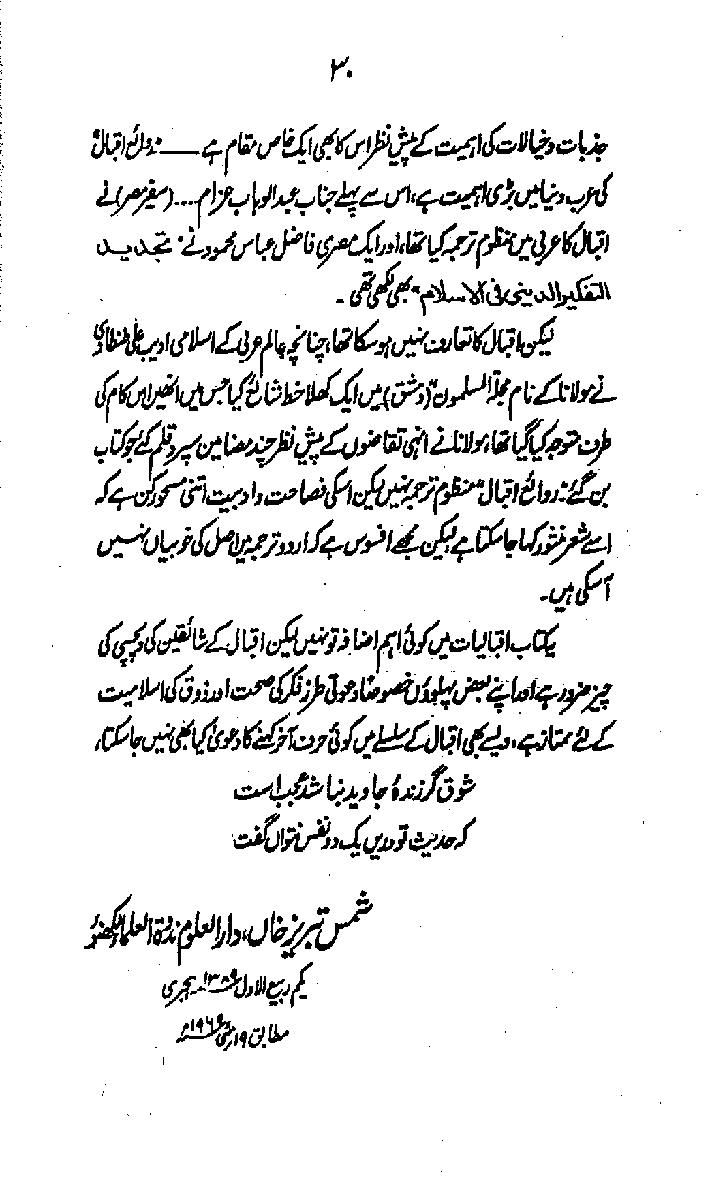 ۳۰
جذبات وخیالات کی اہمیت کے پیش نظر اس کا بھی ایک خاص مقام ہے —— "روائع اقبال"
کی عرب دنیا میں بڑی اہمیت ہے، اس سے پہلے جناب عبدالوہاب عزام ... (سفیر مصر) نے
اقبال کا عربی میں منظوم ترجمہ کیا تھا، اور ایک مصری فاضل عباس محمود نے "تجدید
التفکیر الدینی فی الاسلام" بھی لکھی تھی۔
لیکن اقبال کا تعارف نہیں ہو سکا تھا، چنانچہ عالم عربی کے اسلامی ادیب علی طنطاوی
نے مولانا کے نام مجلّہ "المسلمون" (دمشق) میں ایک کھلا خط شائع کیا جس میں انھیں اس کام کی
طرف متوجہ کیا گیا تھا، مولانا نے انہی تقاضوں کے پیش نظر چند مضامین سپرد قلم کئے جو کتاب
بن گئے: "روائع اقبال" منظوم ترجمہ نہیں لیکن اسکی فصاحت و ادبیت اتنی مسحور کن ہے کہ
اسے شعر منثور کہا جا سکتا ہے لیکن مجھے افسوس ہے کہ اردو ترجمہ میں اصل کی خوبیاں نہیں
آسکی ہیں۔
یہ کتاب اقبالیات میں کوئی اہم اضافہ تو نہیں لیکن اقبال کے شائقین کی دلچسپی کی
چیز ضرور ہے اور اپنے بعض پہلوؤں خصوصاً دعوتی طرز فکر کی صحت اور ذوق کی اسلامیت
کے لئے ممتاز ہے، ویسے بھی اقبال کے سلسلے میں کوئی حرف آخر کہنے کا دعویٰ کیا بھی نہیں جا سکتا،
شوق گر زندۂ جاوید نباشد عجب است
کہ حدیث تو دریں یک دو نفس نتواں گفت
شمس تبریز خاں، دارالعلوم ندوۃ العلماء لکھنؤ
یکم ربیع الاول ۱۳۸۹ ہجری
مطابق ۱۹ مئی ۱۹۶۹ء